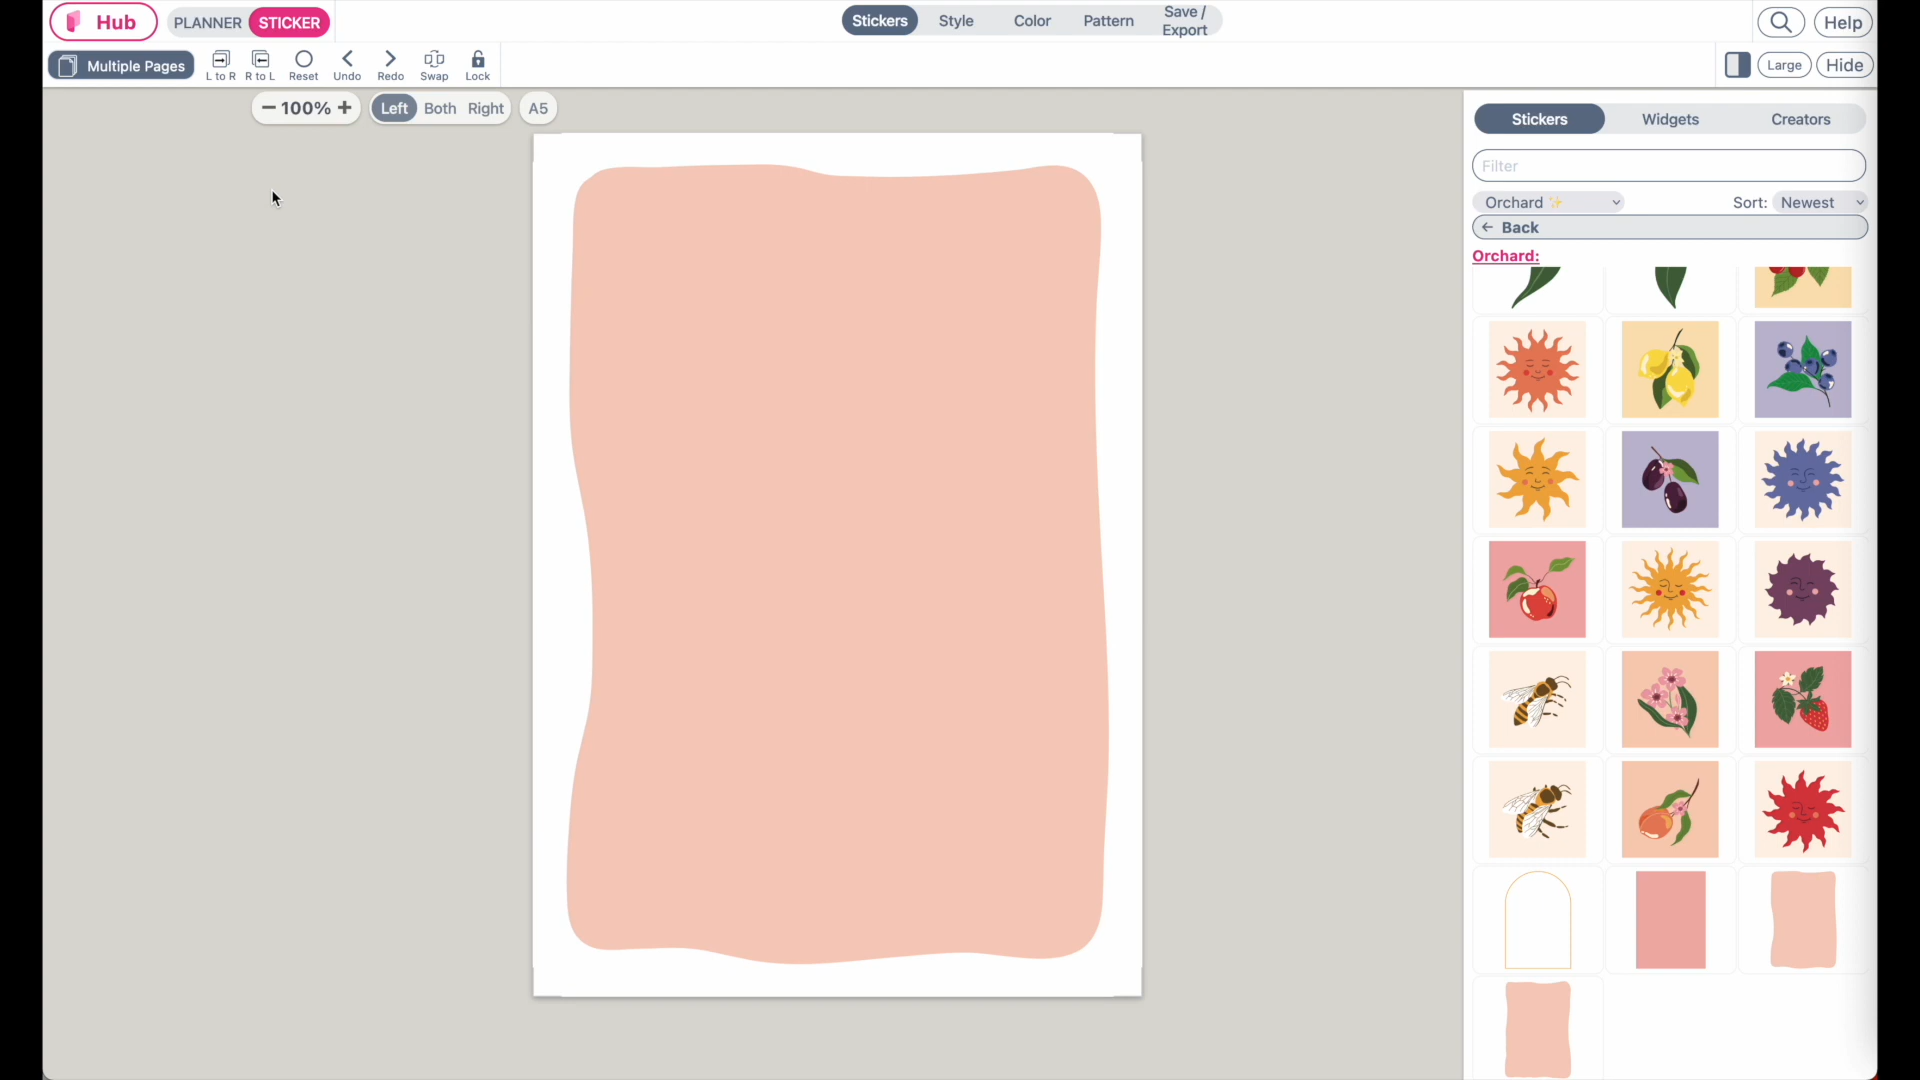 Hub
PLANNER STICKER
Stickers Style Color Pattern Save / Export
Help
Multiple Pages
L to R R to L Reset Undo Redo Swap Lock
Large Hide
100%
Left Both Right
A5
Stickers Widgets Creators
Filter
Orchard ✨ Sort: Newest
← Back
Orchard: